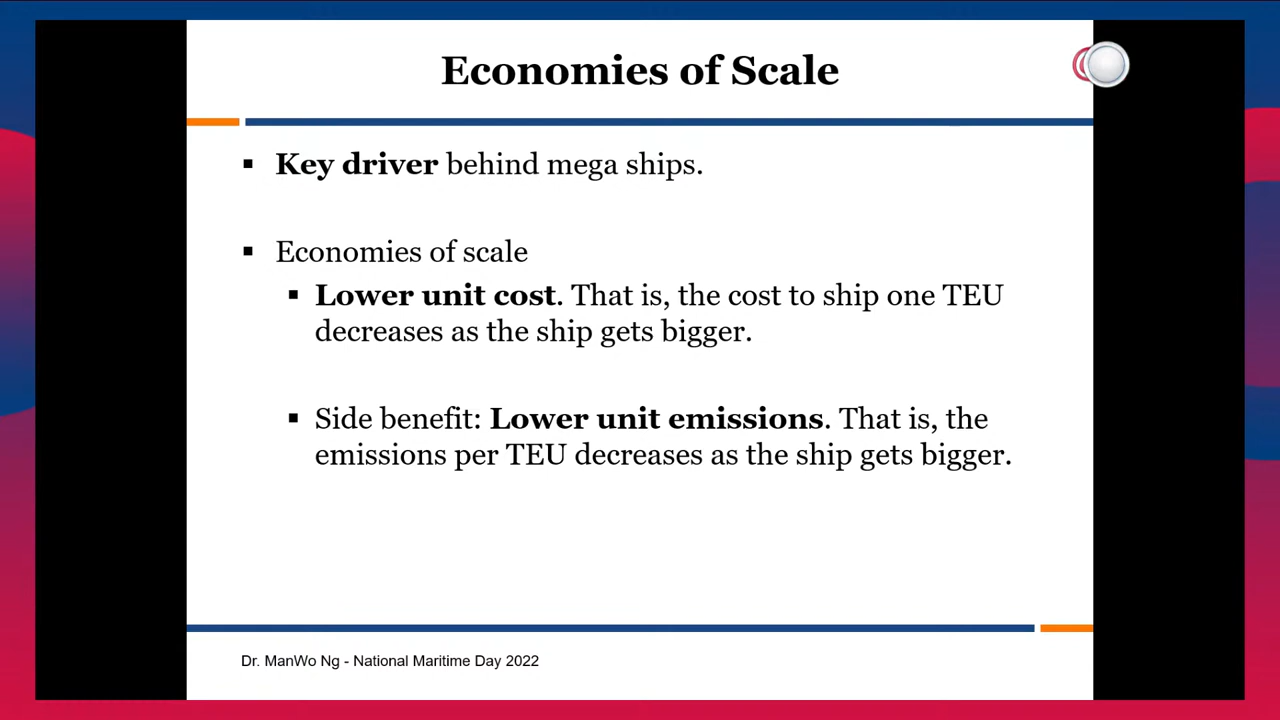 Economies of Scale
▪ Key driver behind mega ships.
▪ Economies of scale
▪ Lower unit cost. That is, the cost to ship one TEU
decreases as the ship gets bigger.
▪ Side benefit: Lower unit emissions. That is, the
emissions per TEU decreases as the ship gets bigger.
Dr. ManWo Ng - National Maritime Day 2022